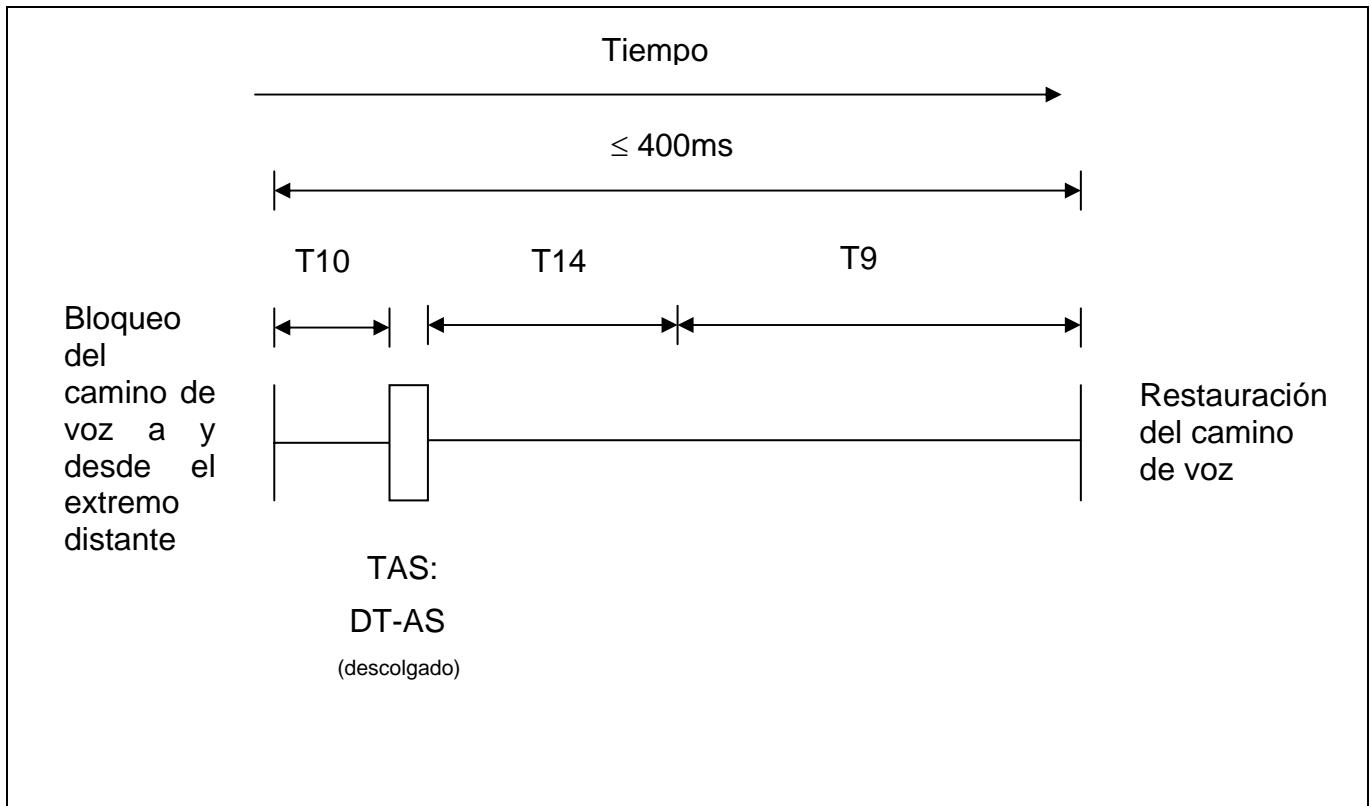 Tiempo
≤ 400ms
T10
T14
T9
Bloqueo
del
camino de
voz a y
desde el
extremo
distante
Restauración
del camino
de voz
TAS:
DT-AS
(descolgado)